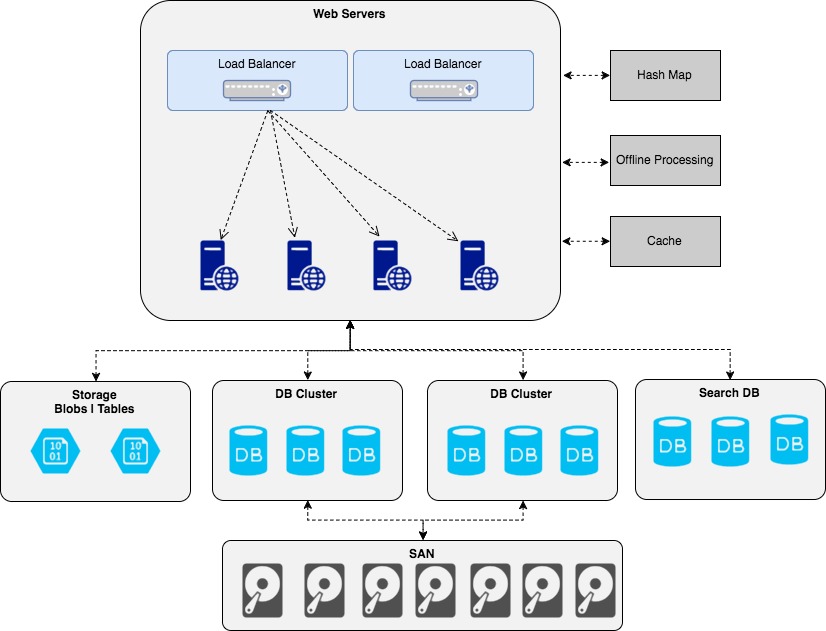 Web Servers
Load Balancer
Load Balancer
Hash Map
Offline Processing
Cache
Storage
Blobs | Tables
10
01
10
01
DB Cluster
DB
DB
DB
DB Cluster
DB
DB
DB
Search DB
DB
DB
DB
SAN